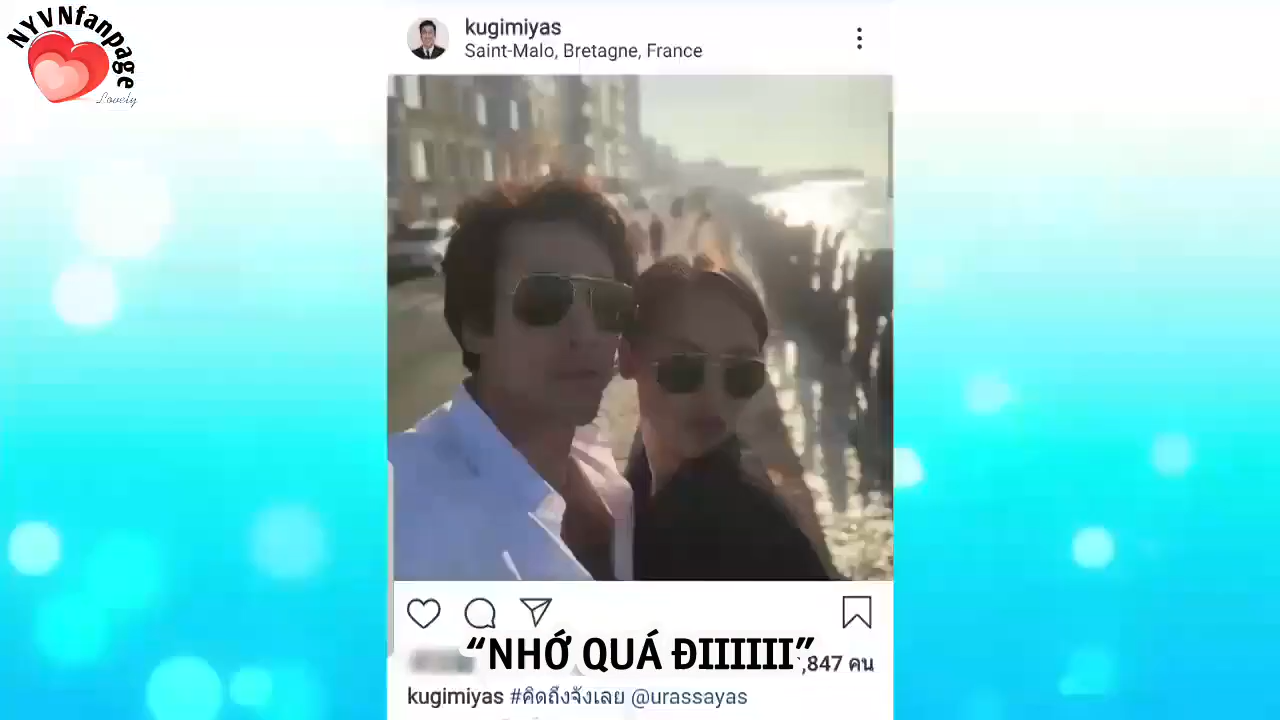 NYVNfanpage
Lovely
kugimiyas
Saint-Malo, Bretagne, France
“NHỚ QUÁ ĐIIIIII”
,847 คน
kugimiyas #คิดถึงจังเลย @urassayas